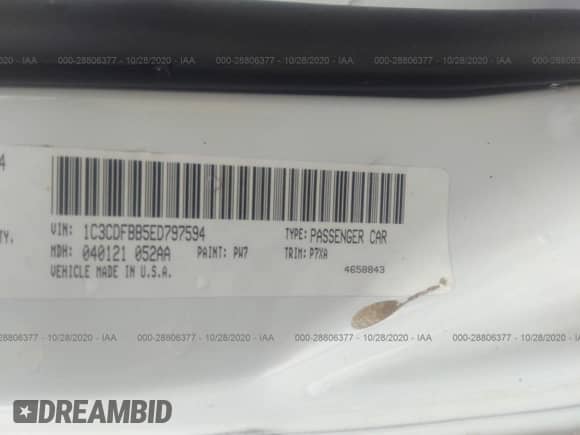 000-28806377 - 10/28/2020 - IAA 000-28806377 - 10/28/2020 - IAA 000-28806377 - 10/28/2020 - IAA
4
VIN: 1C3CDFBB5ED797594 TYPE: PASSENGER CAR
TY.
MDH: 040121 052AA PAINT: PW7 TRIM: P7XA
VEHICLE MADE IN U.S.A.
4658843
28806377 - 10/28/2020 - IAA 000-28806377 - 10/28/2020 - IAA 000-28806377 - 10/28/2020 - IAA
DREAMBID